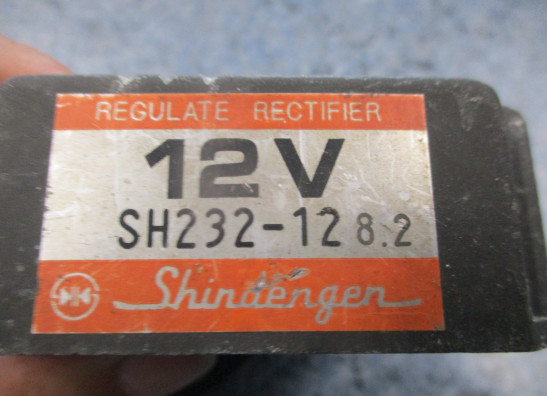 REGULATE RECTIFIER
12V
SH232-12 8.2
Shindengen